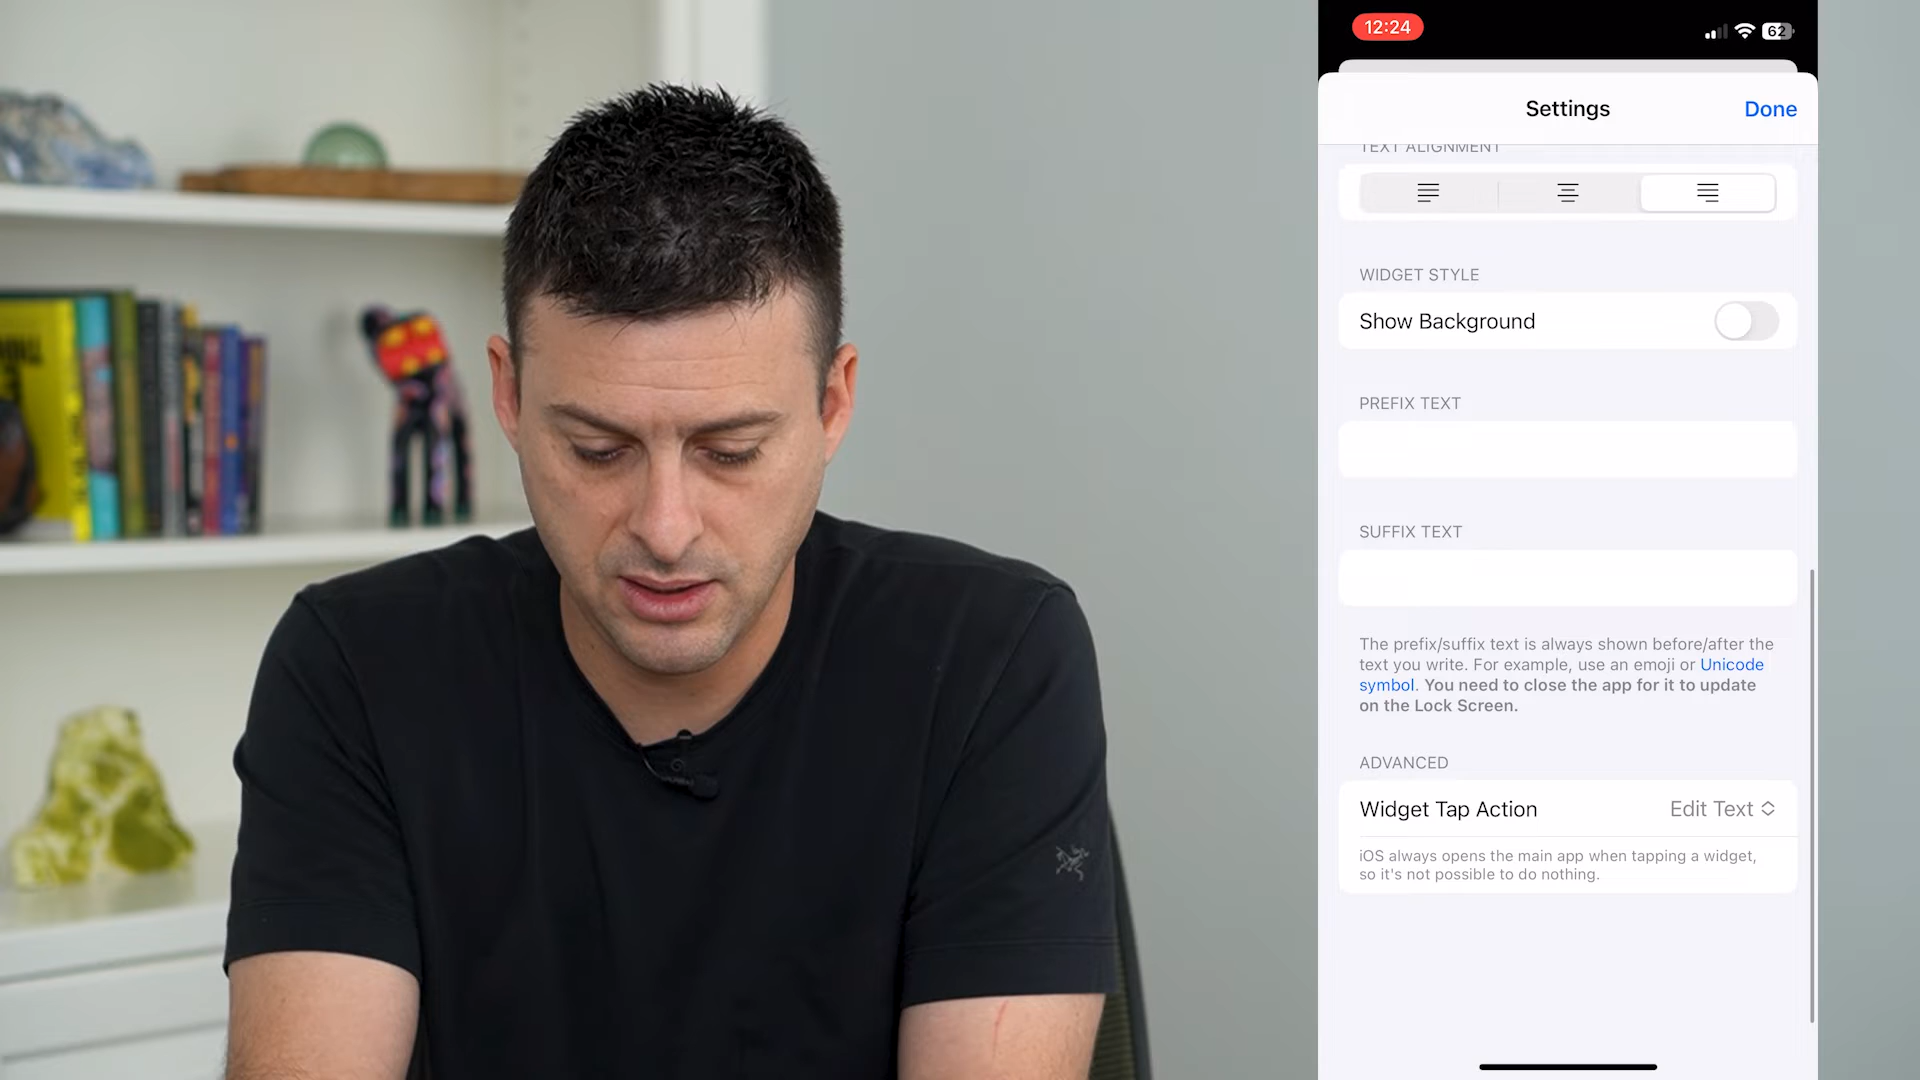 12:24
62
Settings
Done
TEXT ALIGNMENT
WIDGET STYLE
Show Background
PREFIX TEXT
SUFFIX TEXT
The prefix/suffix text is always shown before/after the
text you write. For example, use an emoji or Unicode
symbol. You need to close the app for it to update
on the Lock Screen.
ADVANCED
Widget Tap Action
Edit Text
iOS always opens the main app when tapping a widget,
so it's not possible to do nothing.